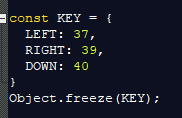 const KEY = {
  LEFT: 37,
  RIGHT: 39,
  DOWN: 40
}
Object.freeze(KEY);